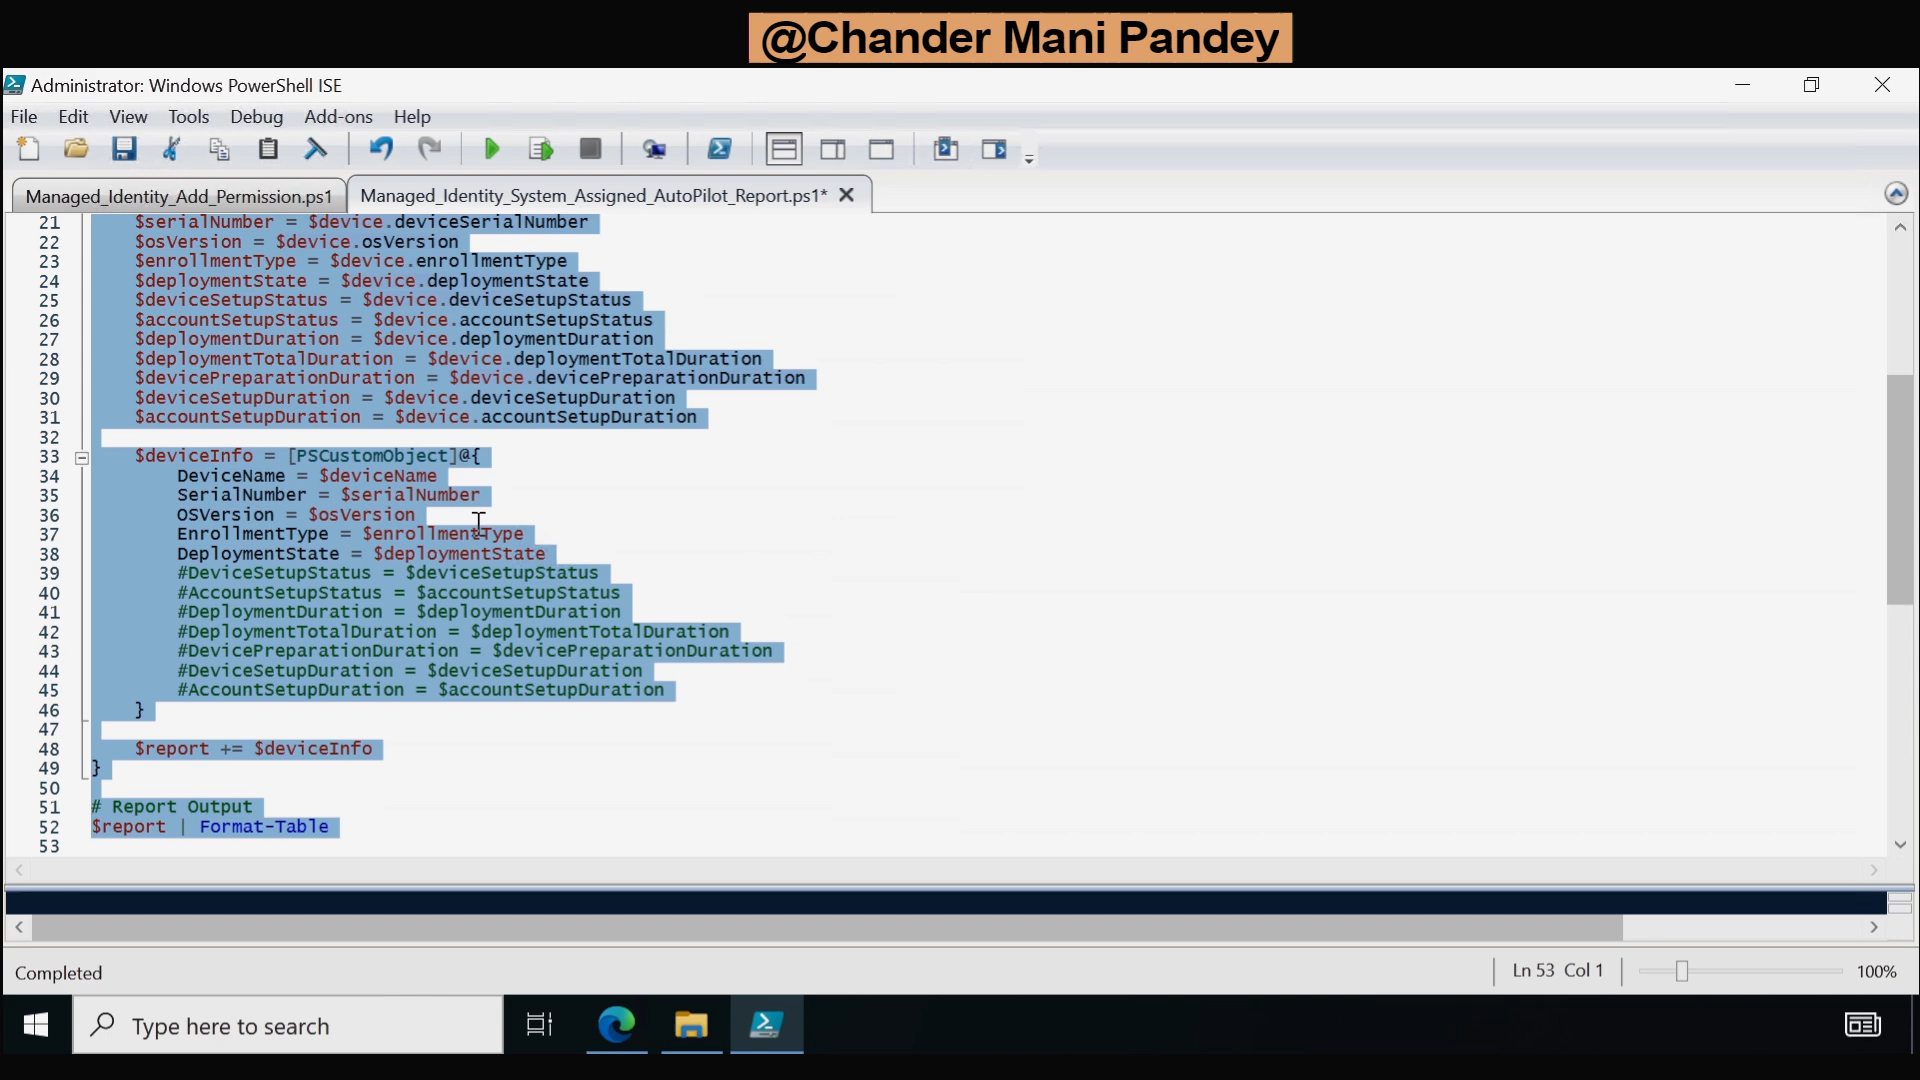 @Chander Mani Pandey
Administrator: Windows PowerShell ISE
File Edit View Tools Debug Add-ons Help
Managed_Identity_Add_Permission.ps1 Managed_Identity_System_Assigned_AutoPilot_Report.ps1*
21 $serialNumber = $device.deviceSerialNumber
22 $osVersion = $device.osVersion
23 $enrollmentType = $device.enrollmentType
24 $deploymentState = $device.deploymentState
25 $deviceSetupStatus = $device.deviceSetupStatus
26 $accountSetupStatus = $device.accountSetupStatus
27 $deploymentDuration = $device.deploymentDuration
28 $deploymentTotalDuration = $device.deploymentTotalDuration
29 $devicePreparationDuration = $device.devicePreparationDuration
30 $deviceSetupDuration = $device.deviceSetupDuration
31 $accountSetupDuration = $device.accountSetupDuration
32
33 $deviceInfo = [PSCustomObject]@{
34 DeviceName = $deviceName
35 SerialNumber = $serialNumber
36 OSVersion = $osVersion
37 EnrollmentType = $enrollmentType
38 DeploymentState = $deploymentState
39 #DeviceSetupStatus = $deviceSetupStatus
40 #AccountSetupStatus = $accountSetupStatus
41 #DeploymentDuration = $deploymentDuration
42 #DeploymentTotalDuration = $deploymentTotalDuration
43 #DevicePreparationDuration = $devicePreparationDuration
44 #DeviceSetupDuration = $deviceSetupDuration
45 #AccountSetupDuration = $accountSetupDuration
46 }
47
48 $report += $deviceInfo
49 }
50
51 # Report Output
52 $report | Format-Table
53
Completed Ln 53 Col 1 100%
Type here to search